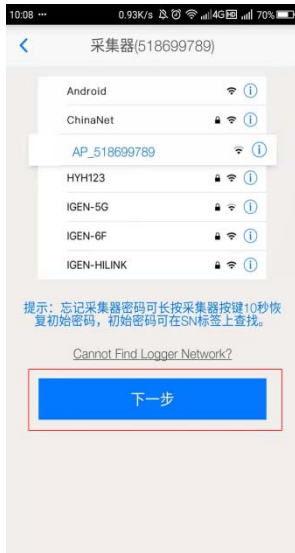 10:08 ··· 0.93K/s 4G HD 70%
采集器(518699789)
Android
ChinaNet
AP_518699789
HYH123
IGEN-5G
IGEN-6F
IGEN-HILINK
提示：忘记采集器密码可长按采集器按键10秒恢
复初始密码，初始密码可在SN标签上查找。
Cannot Find Logger Network?
下一步